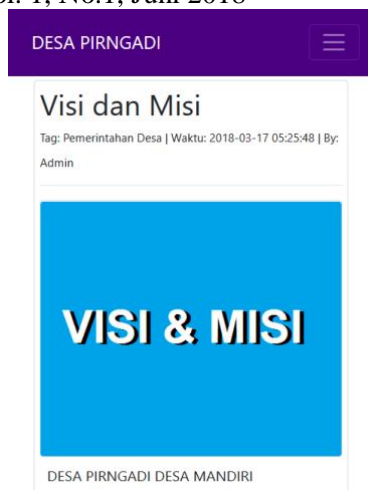 1, No.1, Juni 2018
DESA PIRNGADI
Visi dan Misi
Tag: Pemerintahan Desa | Waktu: 2018-03-17 05:25:48 | By:
Admin
VISI & MISI
DESA PIRNGADI DESA MANDIRI